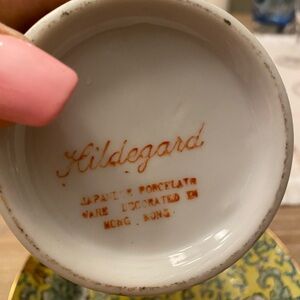 Hildegard
JAPANESE PORCELAIN
WARE DECORATED IN
HONG KONG